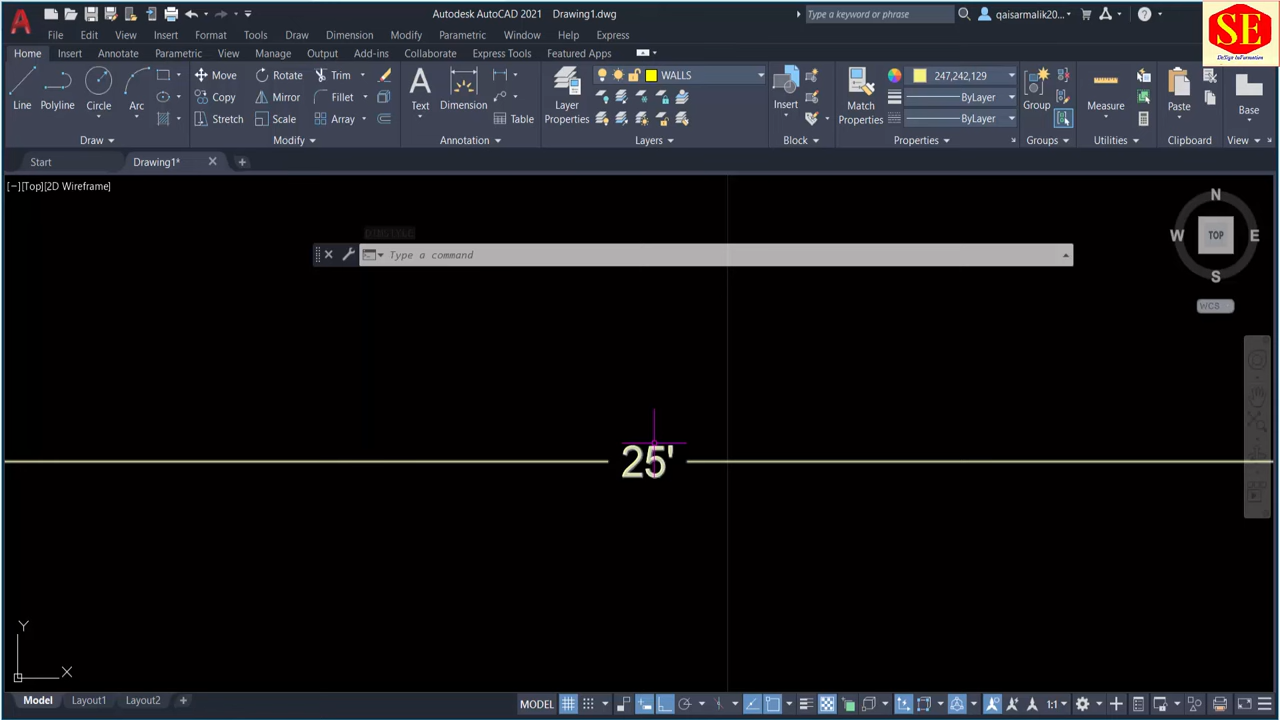 Autodesk AutoCAD 2021 Drawing1.dwg
Type a keyword or phrase
qaisarmalik20...
SE
DeSign InFormation
File Edit View Insert Format Tools Draw Dimension Modify Parametric Window Help Express
Home Insert Annotate Parametric View Manage Output Add-ins Collaborate Express Tools Featured Apps
Line
Polyline
Circle
Arc
Move Rotate Trim
Copy Mirror Fillet
Stretch Scale Array
Text
Dimension
Table
Layer
Properties
WALLS
Insert
Match
Properties
247,242,129
ByLayer
ByLayer
Group
Measure
Paste
Base
Draw Modify Annotation Layers Block Properties Groups Utilities Clipboard View
Start Drawing1*
[−][Top][2D Wireframe]
N
W TOP E
S
WCS
Type a command
25'
Y
X
Model Layout1 Layout2
MODEL 1:1